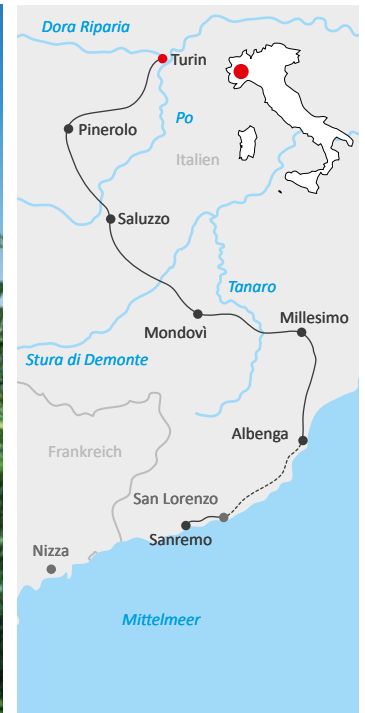 Dora Riparia
Turin
Po
Pinerolo
Italien
Saluzzo
Tanaro
Millesimo
Mondovì
Stura di Demonte
Albenga
Frankreich
San Lorenzo
Sanremo
Nizza
Mittelmeer